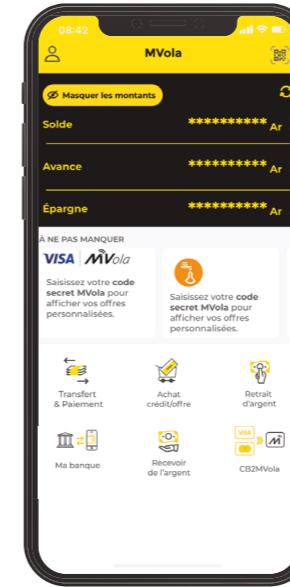 08:42
MVola
Masquer les montants
Solde ********** Ar
Avance ********** Ar
Épargne ********** Ar
À NE PAS MANQUER
VISA MVola
Saisissez votre code
secret MVola pour
afficher vos offres
personnalisées.
Saisissez votre code
secret MVola pour
afficher vos offres
personnalisées.
Transfert
& Paiement
Achat
crédit/offre
Retrait
d'argent
Ma banque
Recevoir
de l'argent
VISA
CB2MVola